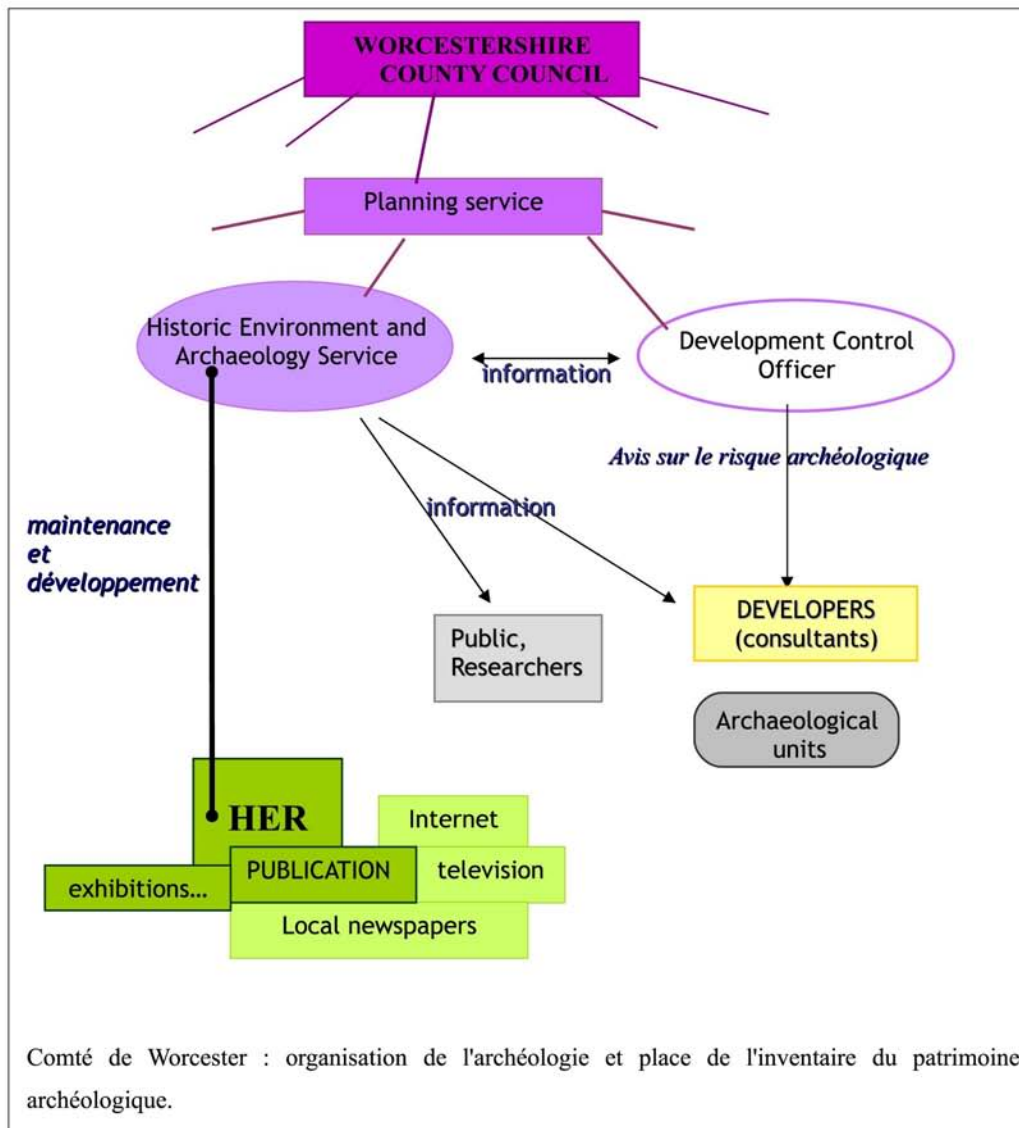 WORCESTERSHIRE
COUNTY COUNCIL
Planning service
Historic Environment and
Archaeology Service
Development Control
Officer
information
Avis sur le risque archéologique
information
maintenance
et
développement
DEVELOPERS
(consultants)
Public,
Researchers
Archaeological
units
HER
Internet
PUBLICATION
television
exhibitions…
Local newspapers
Comté de Worcester : organisation de l'archéologie et place de l'inventaire du patrimoine
archéologique.